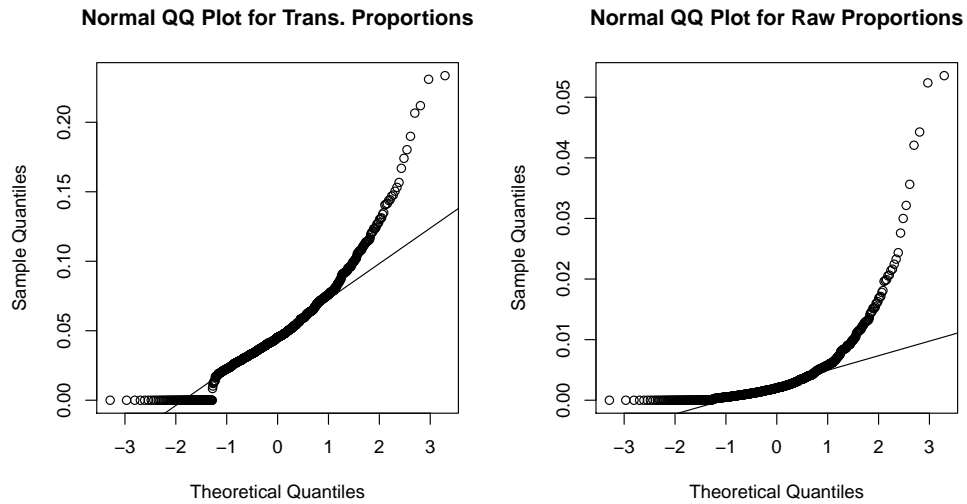 Normal QQ Plot for Trans. Proportions
Sample Quantiles
0.20
0.15
0.10
0.05
0.00
−3 −2 −1 0 1 2 3
Theoretical Quantiles
Normal QQ Plot for Raw Proportions
Sample Quantiles
0.05
0.04
0.03
0.02
0.01
0.00
−3 −2 −1 0 1 2 3
Theoretical Quantiles